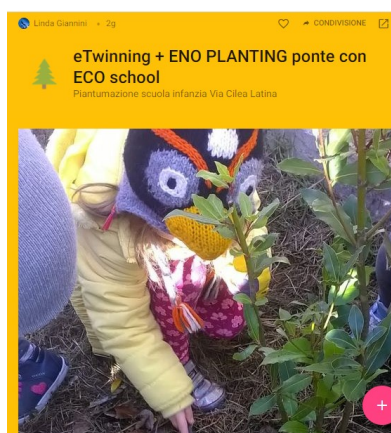 Linda Giannini • 2g CONDIVISIONE
eTwinning + ENO PLANTING ponte con
ECO school
Piantumazione scuola infanzia Via Cilea Latina